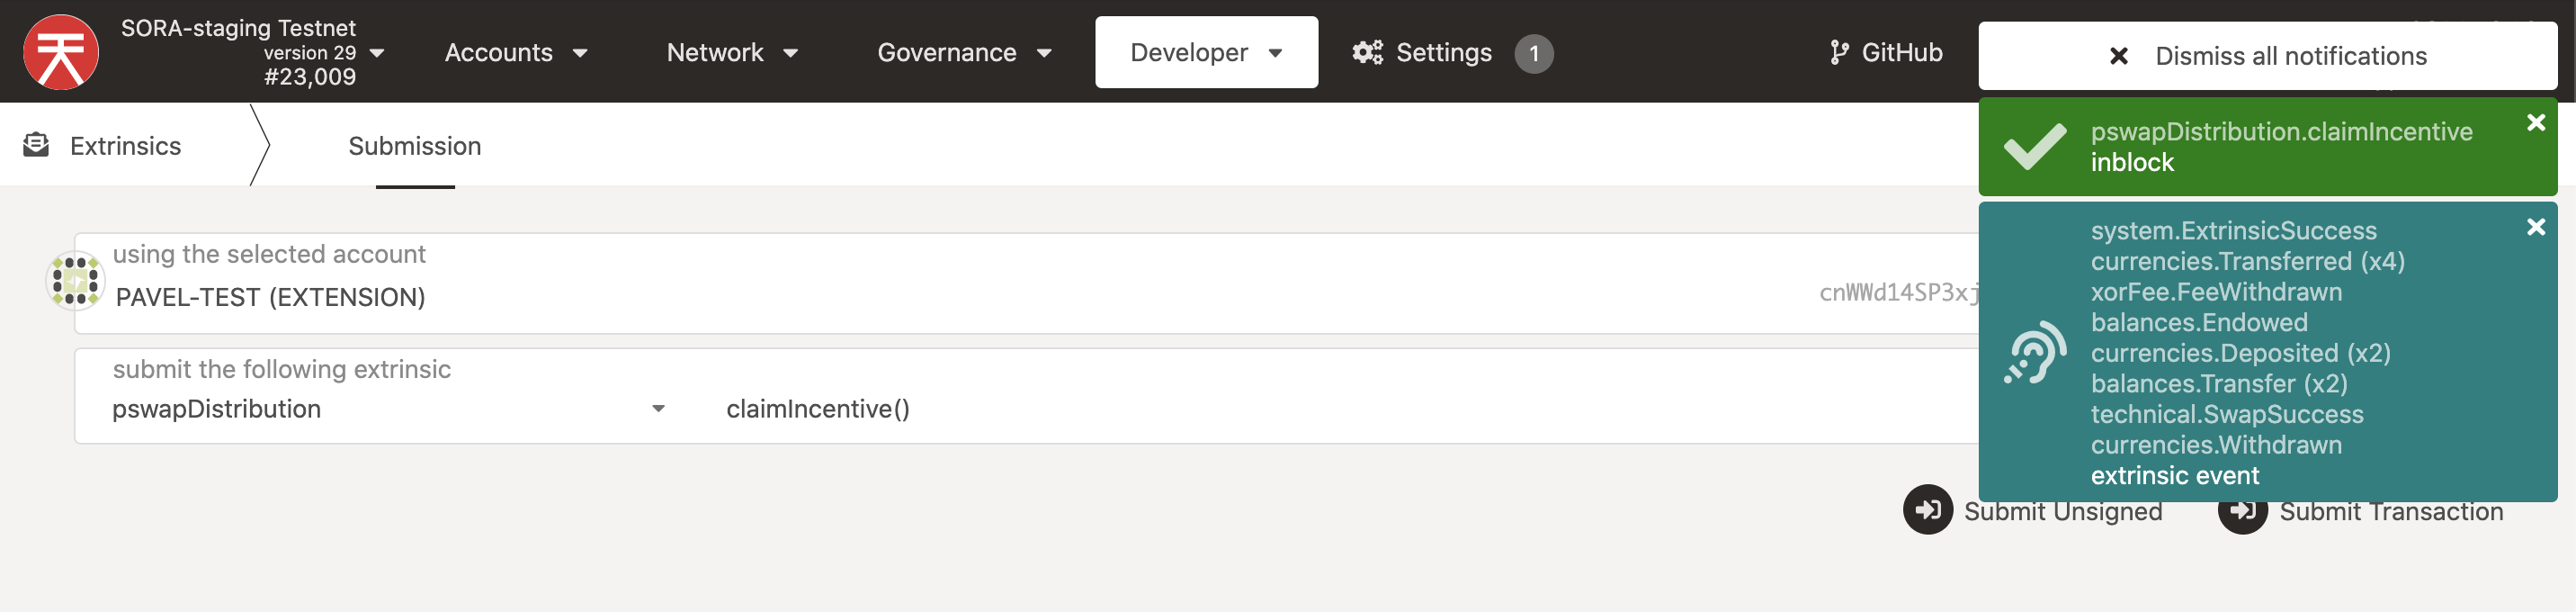 SORA-staging Testnet
version 29
#23,009
Accounts
Network
Governance
Developer
Settings
1
GitHub
Dismiss all notifications
Extrinsics
Submission
pswapDistribution.claimIncentive
inblock
system.ExtrinsicSuccess
currencies.Transferred (x4)
xorFee.FeeWithdrawn
balances.Endowed
currencies.Deposited (x2)
balances.Transfer (x2)
technical.SwapSuccess
currencies.Withdrawn
extrinsic event
using the selected account
PAVEL-TEST (EXTENSION)
cnWWd14SP3xj
submit the following extrinsic
pswapDistribution
claimIncentive()
Submit Unsigned
Submit Transaction